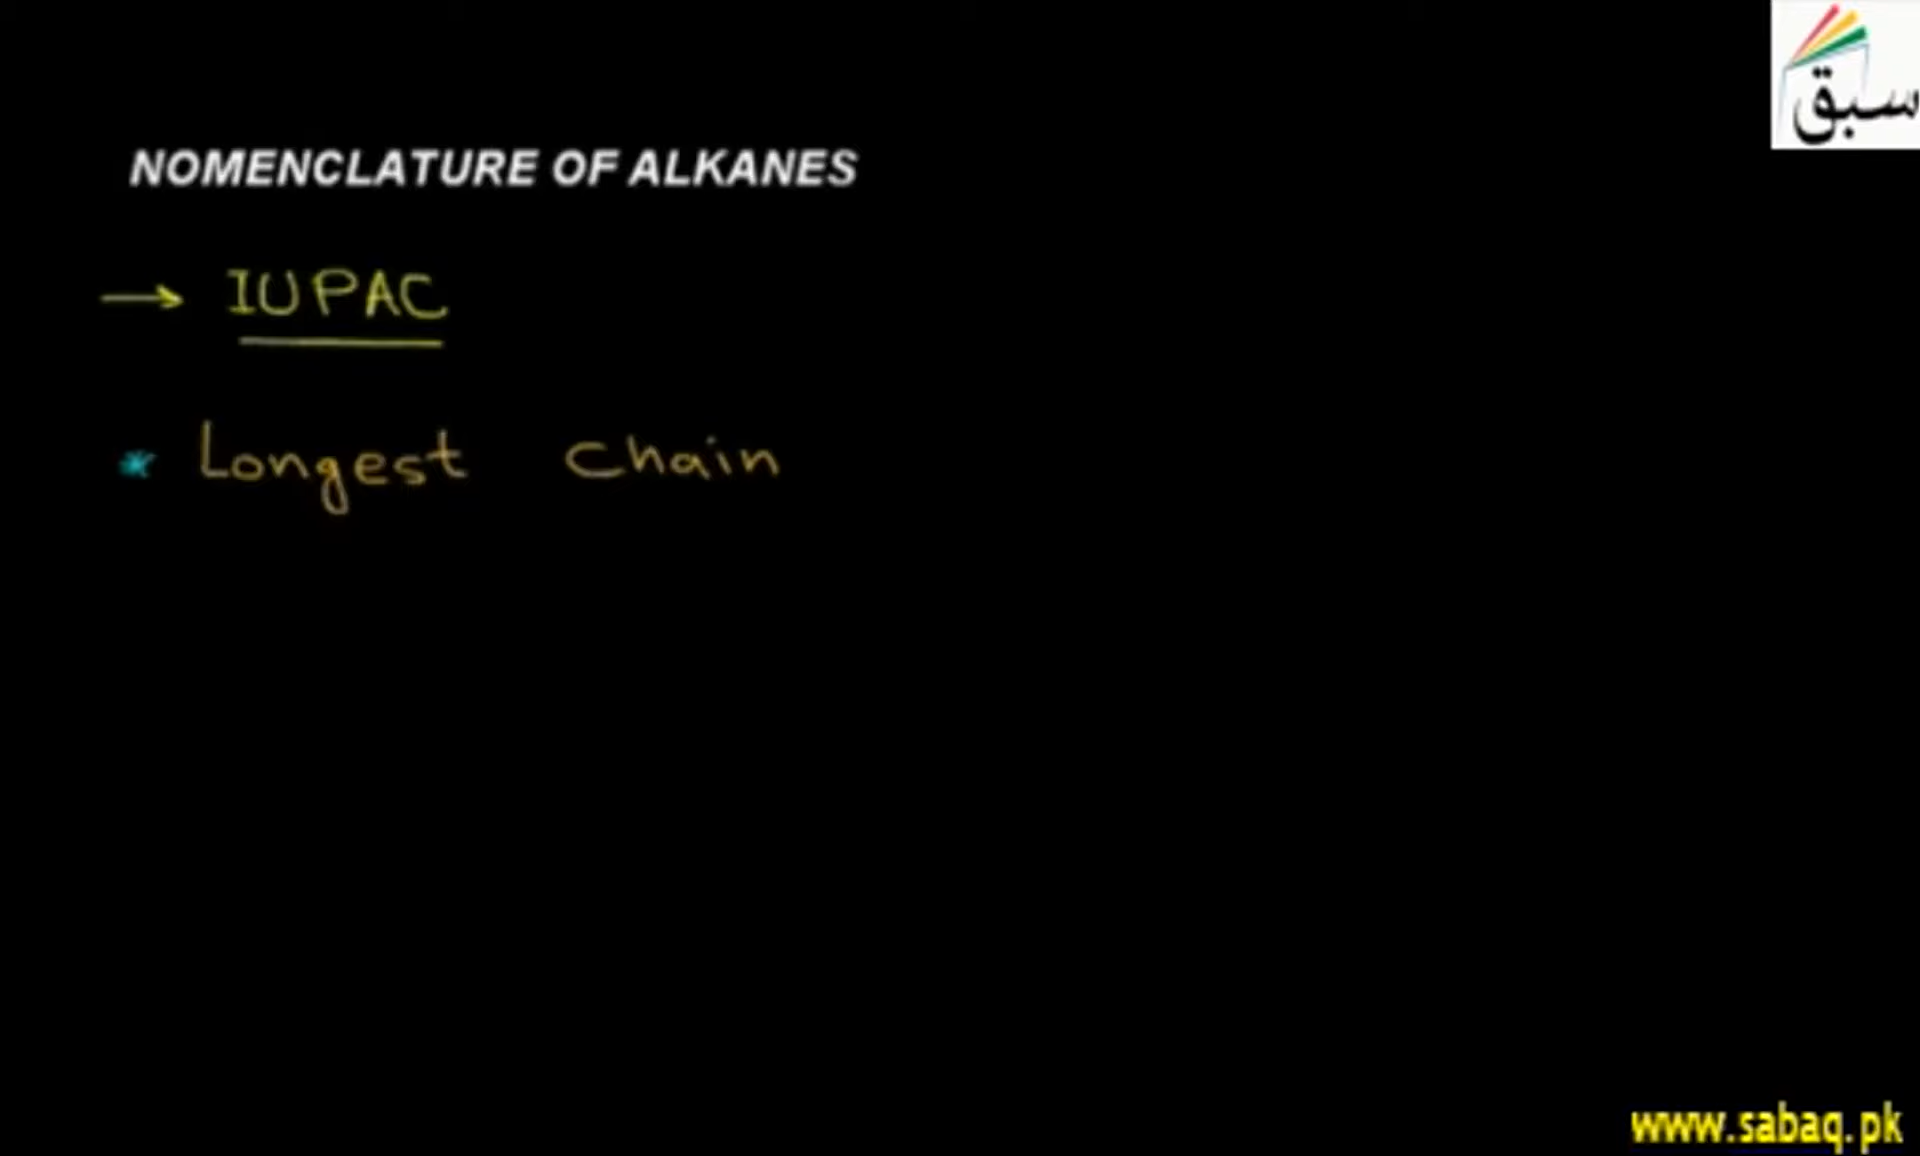 سبق
NOMENCLATURE OF ALKANES
→ IUPAC
* Longest Chain
www.sabaq.pk